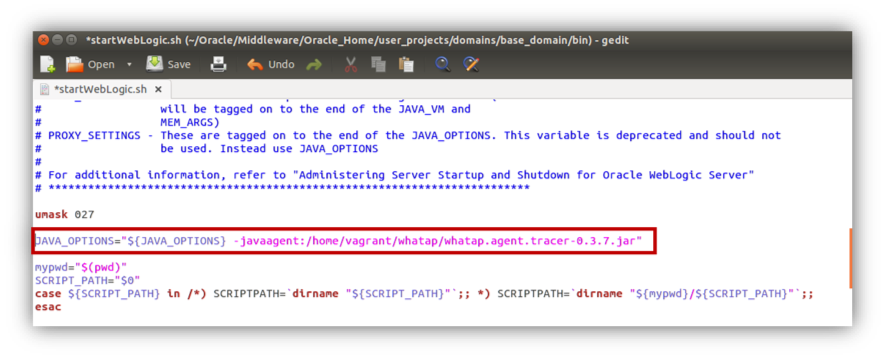 *startWebLogic.sh (~/Oracle/Middleware/Oracle_Home/user_projects/domains/base_domain/bin) - gedit
Open Save Undo
*startWebLogic.sh x
# will be tagged on to the end of the JAVA_VM and
# MEM_ARGS)
# PROXY_SETTINGS - These are tagged on to the end of the JAVA_OPTIONS. This variable is deprecated and should not
# be used. Instead use JAVA_OPTIONS
#
# For additional information, refer to "Administering Server Startup and Shutdown for Oracle WebLogic Server"
# *************************************************************************
umask 027
JAVA_OPTIONS="${JAVA_OPTIONS} -javaagent:/home/vagrant/whatap/whatap.agent.tracer-0.3.7.jar"
mypwd="$(pwd)"
SCRIPT_PATH="$0"
case ${SCRIPT_PATH} in /*) SCRIPTPATH=`dirname "${SCRIPT_PATH}"`;; *) SCRIPTPATH=`dirname "${mypwd}/${SCRIPT_PATH}"`;;
esac